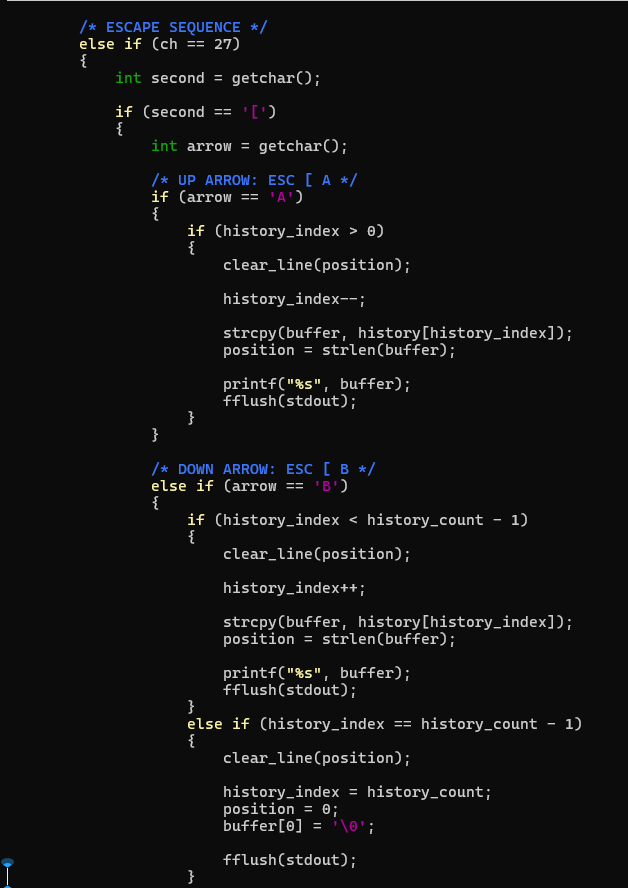 /* ESCAPE SEQUENCE */
else if (ch == 27)
{
int second = getchar();
if (second == '[')
{
int arrow = getchar();
/* UP ARROW: ESC [ A */
if (arrow == 'A')
{
if (history_index > 0)
{
clear_line(position);
history_index--;
strcpy(buffer, history[history_index]);
position = strlen(buffer);
printf("%s", buffer);
fflush(stdout);
}
}
/* DOWN ARROW: ESC [ B */
else if (arrow == 'B')
{
if (history_index < history_count - 1)
{
clear_line(position);
history_index++;
strcpy(buffer, history[history_index]);
position = strlen(buffer);
printf("%s", buffer);
fflush(stdout);
}
else if (history_index == history_count - 1)
{
clear_line(position);
history_index = history_count;
position = 0;
buffer[0] = '\0';
fflush(stdout);
}